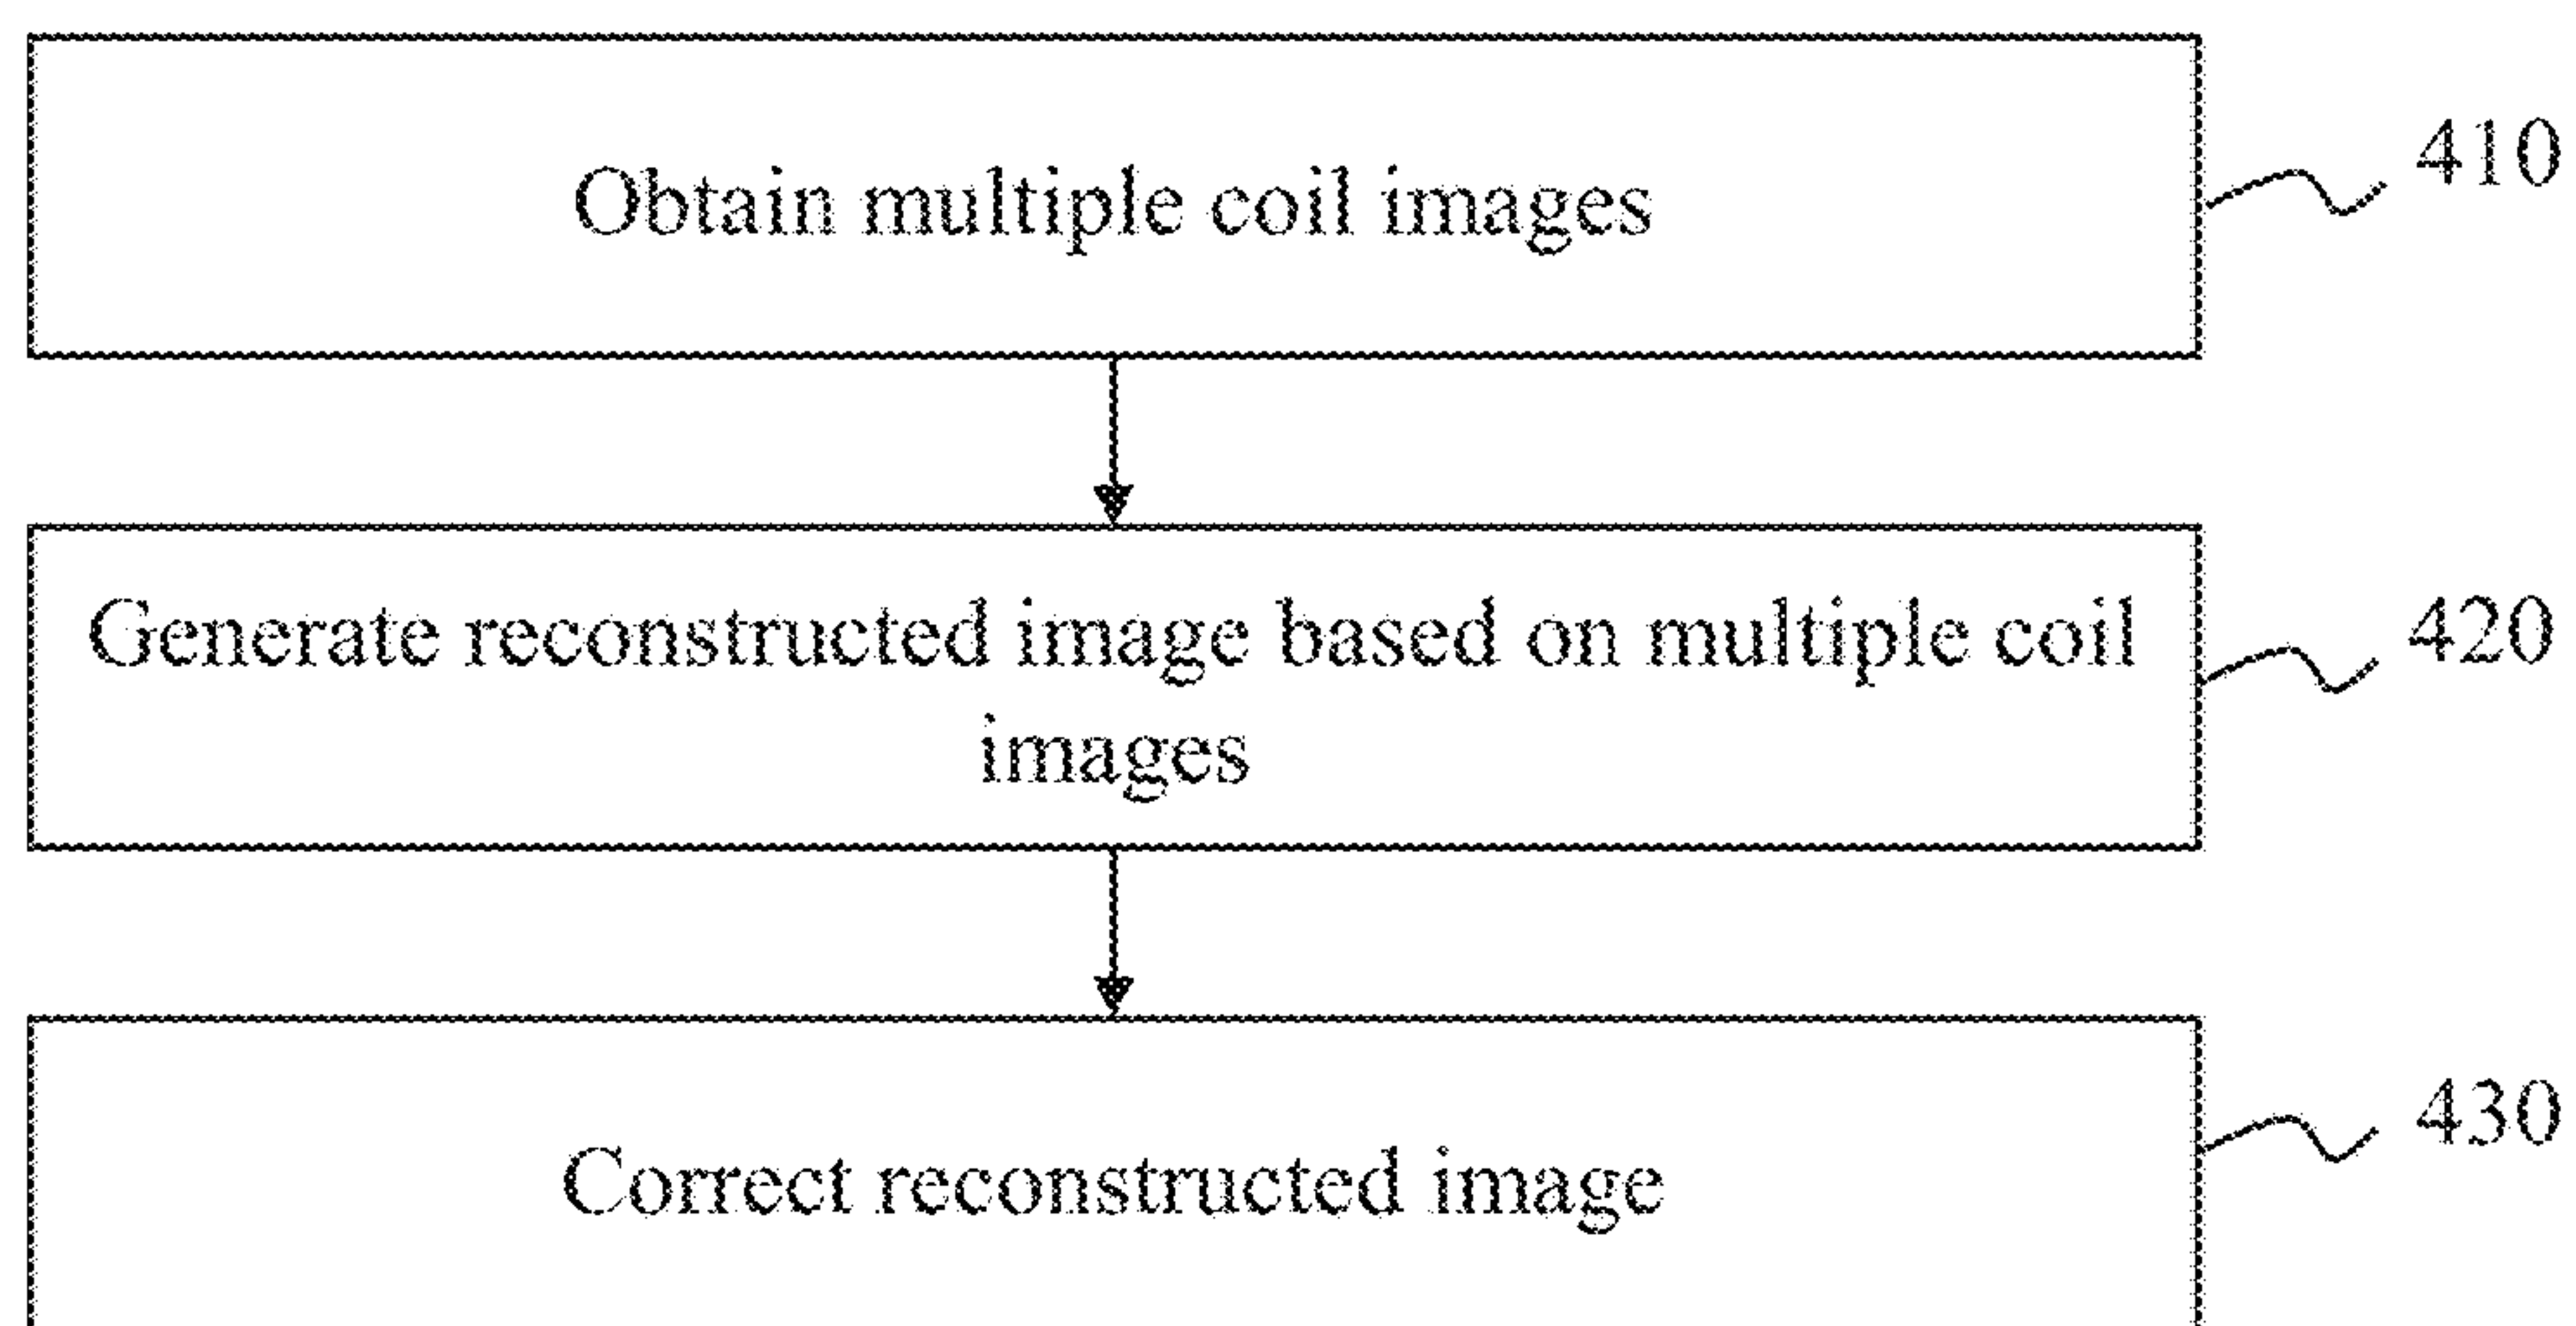 Obtain multiple coil images
410
Generate reconstructed image based on multiple coil
images
420
Correct reconstructed image
430